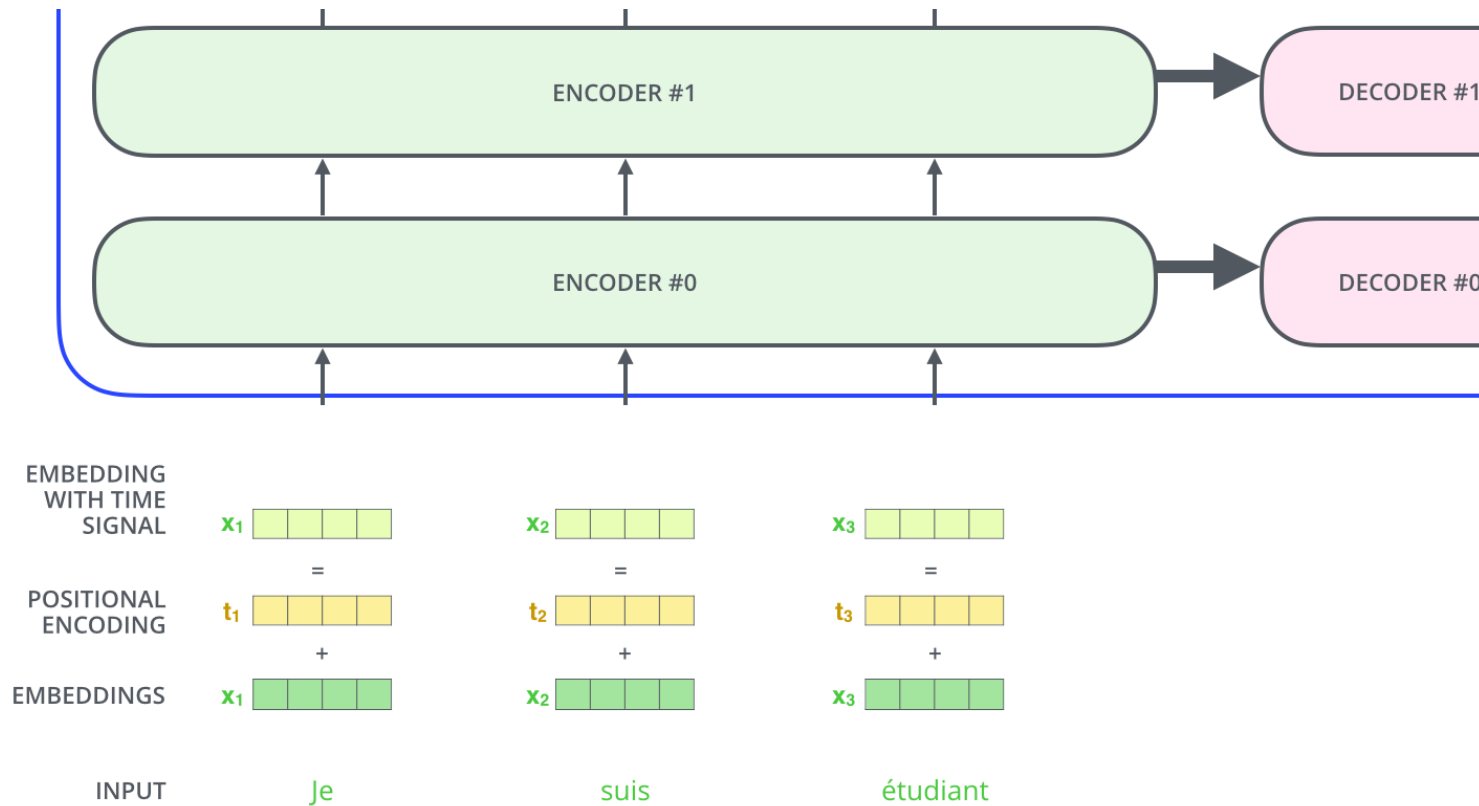 ENCODER #1
DECODER #1
ENCODER #0
DECODER #0
EMBEDDING
WITH TIME
SIGNAL
x₁ x₂ x₃
= = =
POSITIONAL
ENCODING
t₁ t₂ t₃
+ + +
EMBEDDINGS x₁ x₂ x₃
INPUT Je suis étudiant